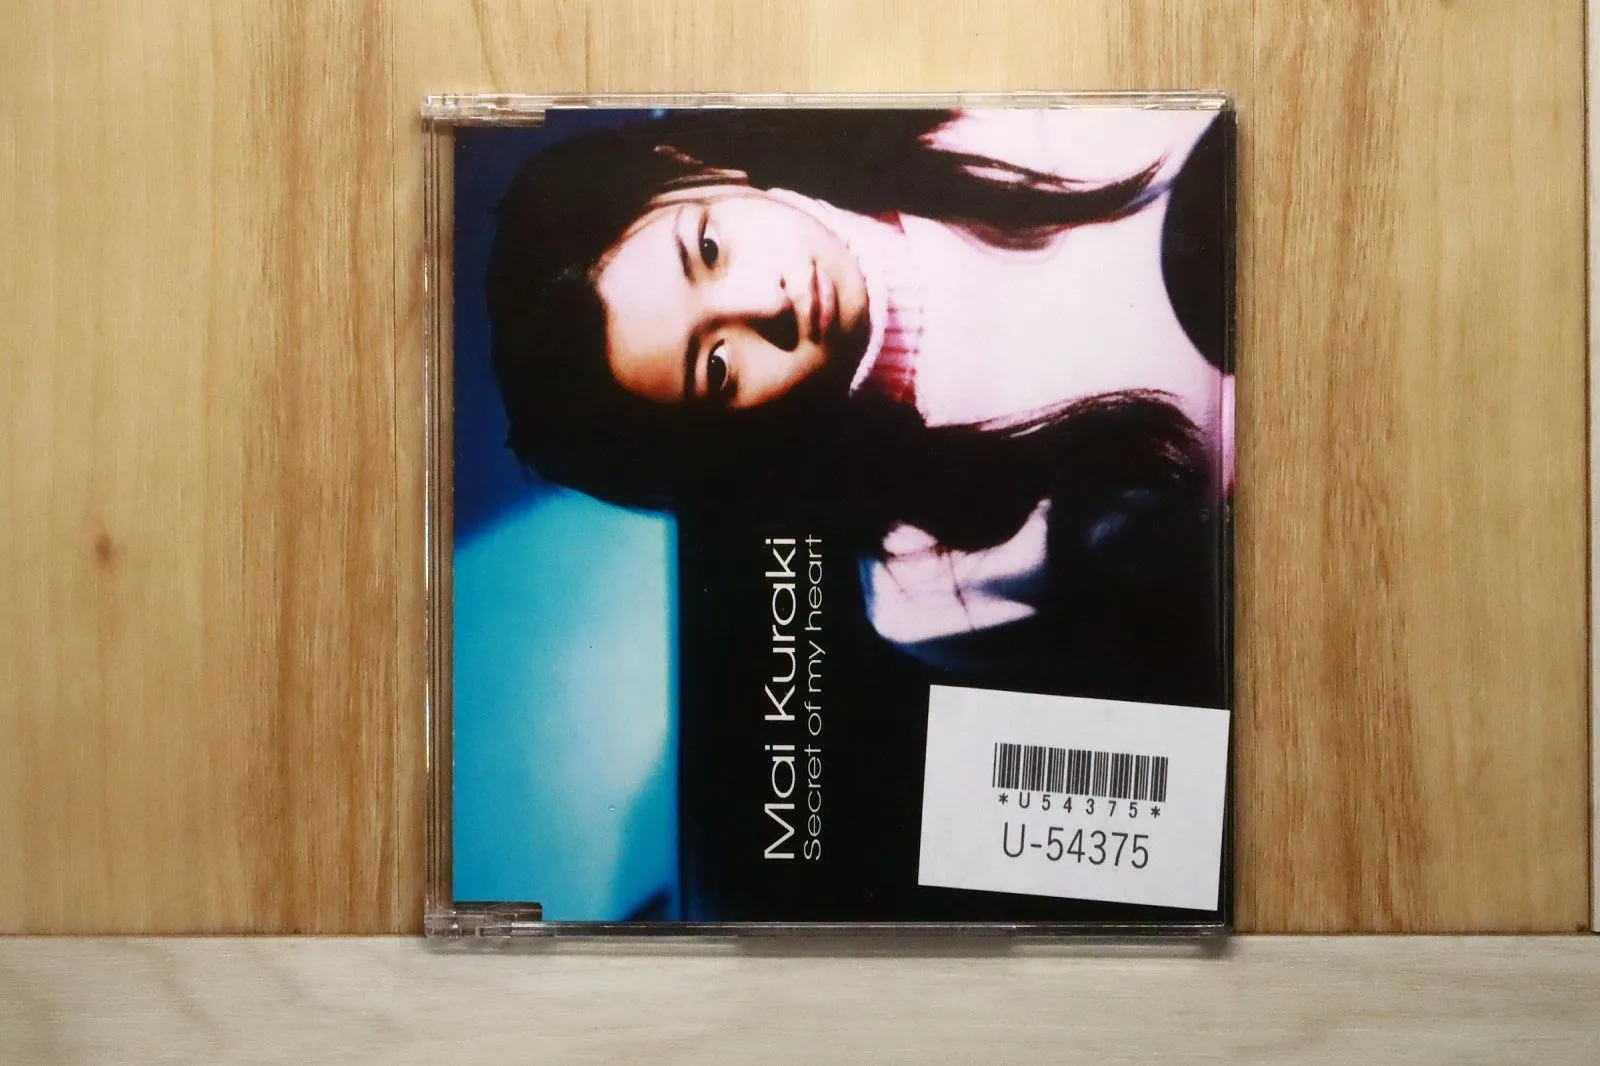 Mai Kuraki
Secret of my heart
*U54375*
U-54375